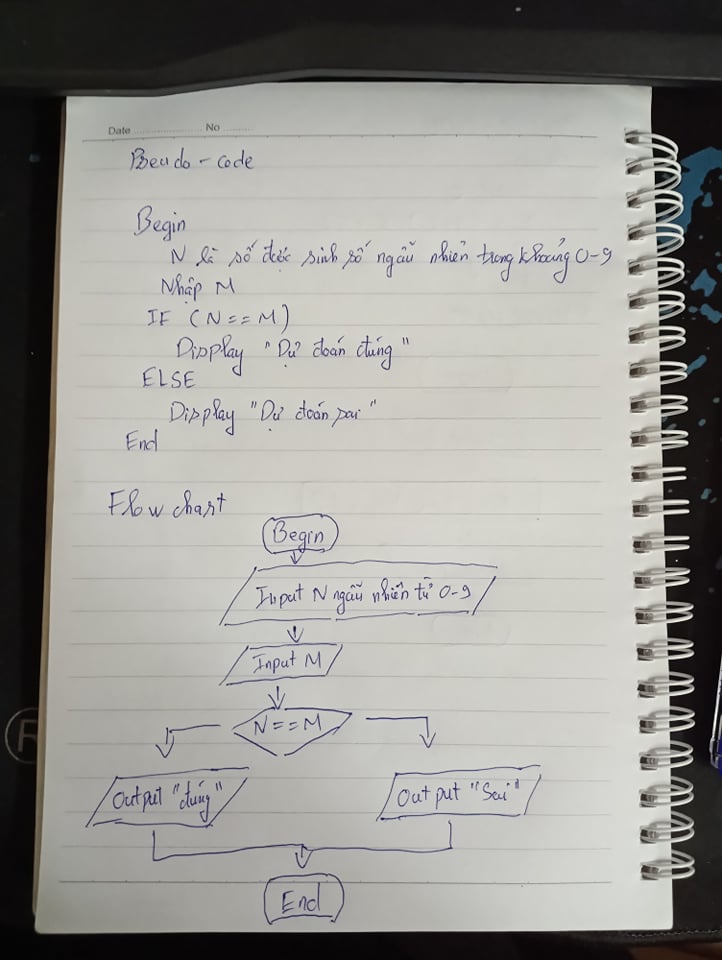 Date No
Pseudo - code
Begin
N là số được sinh số ngẫu nhiên trong khoảng 0-9
Nhập M
IF (N == M)
Display "Dự đoán đúng"
ELSE
Display "Dự đoán sai"
End
Flow chart
Begin
Input N ngẫu nhiên từ 0-9
Input M
N == M
Output "đúng"
Output "Sai"
End
R